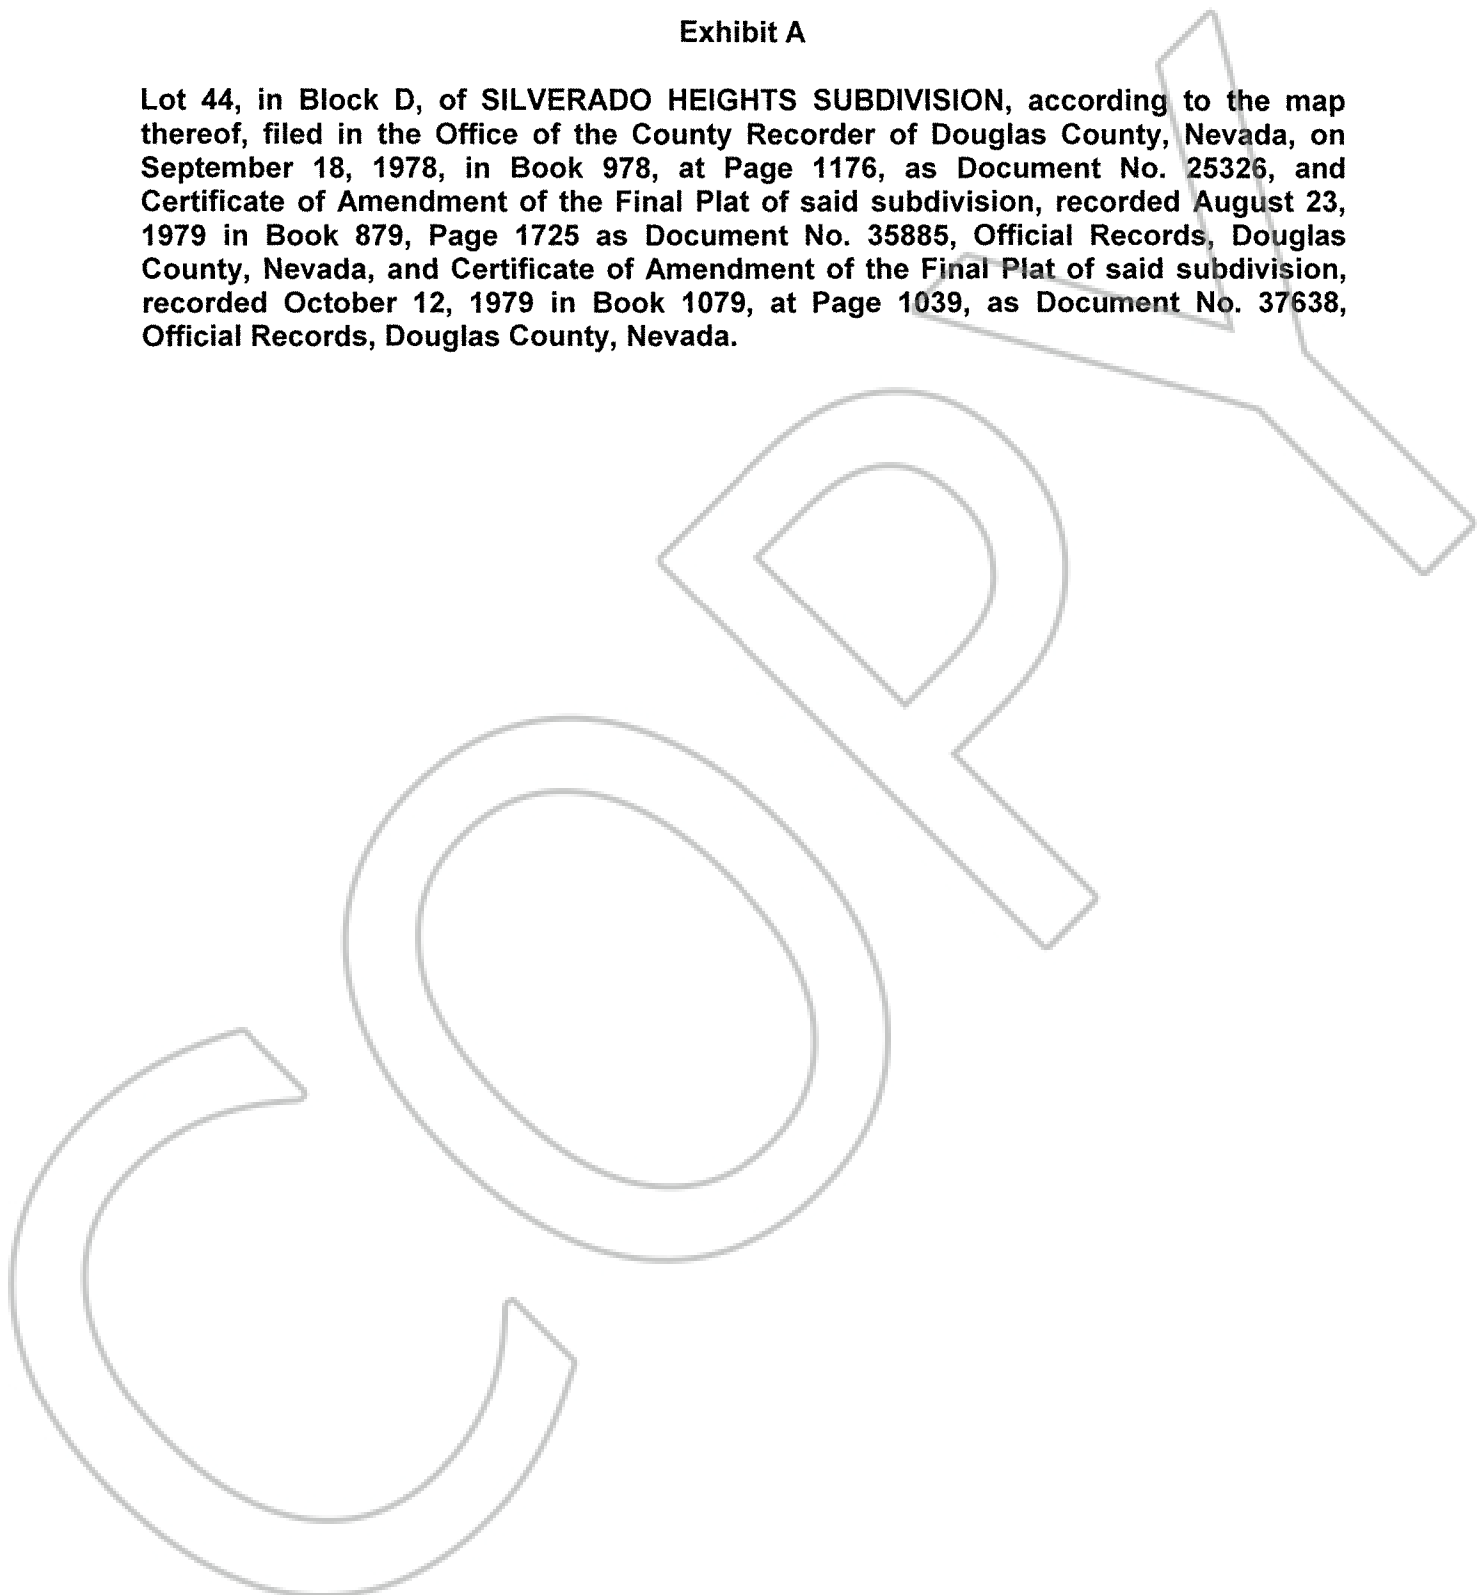 Exhibit A
Lot 44, in Block D, of SILVERADO HEIGHTS SUBDIVISION, according to the map
thereof, filed in the Office of the County Recorder of Douglas County, Nevada, on
September 18, 1978, in Book 978, at Page 1176, as Document No. 25326, and
Certificate of Amendment of the Final Plat of said subdivision, recorded August 23,
1979 in Book 879, Page 1725 as Document No. 35885, Official Records, Douglas
County, Nevada, and Certificate of Amendment of the Final Plat of said subdivision,
recorded October 12, 1979 in Book 1079, at Page 1039, as Document No. 37638,
Official Records, Douglas County, Nevada.
COPY